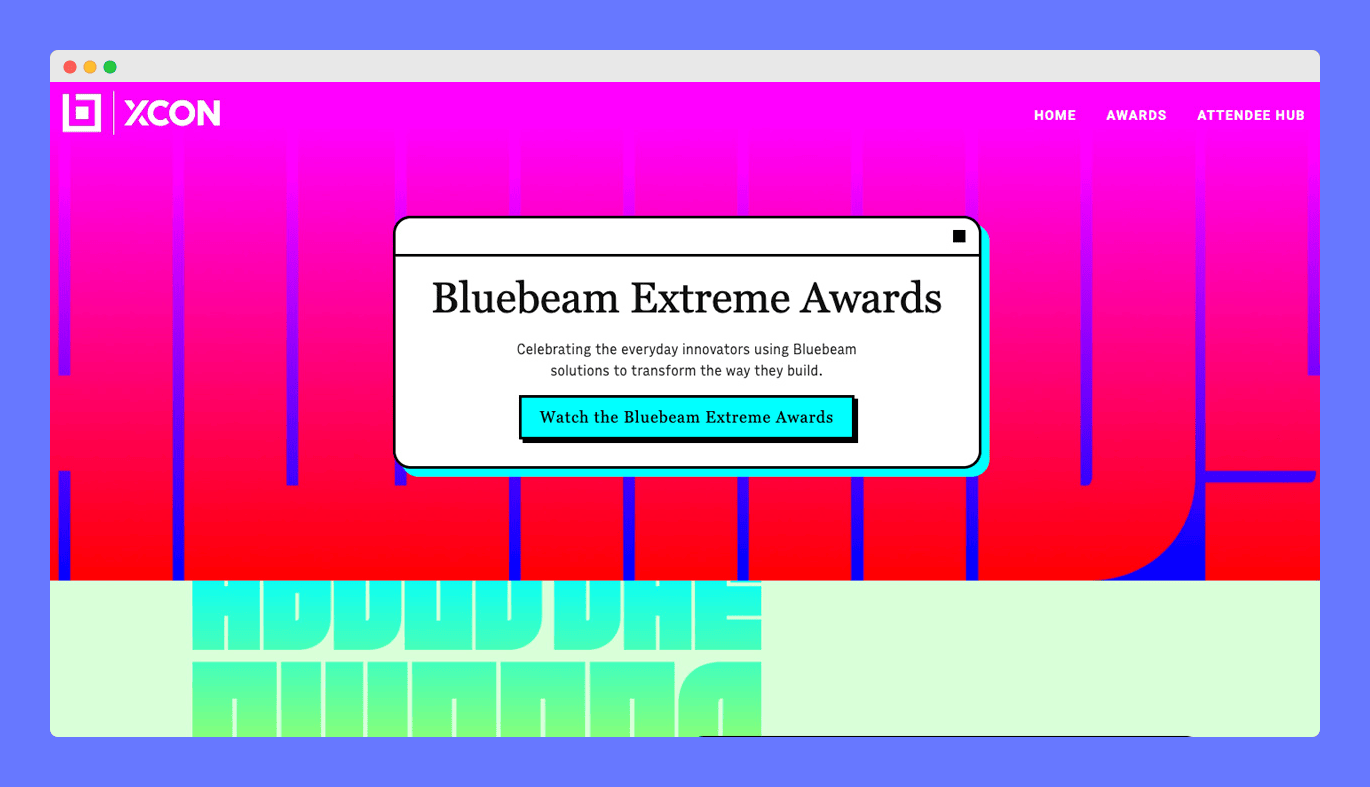 XCON
HOME
AWARDS
ATTENDEE HUB
Bluebeam Extreme Awards
Celebrating the everyday innovators using Bluebeam
solutions to transform the way they build.
Watch the Bluebeam Extreme Awards